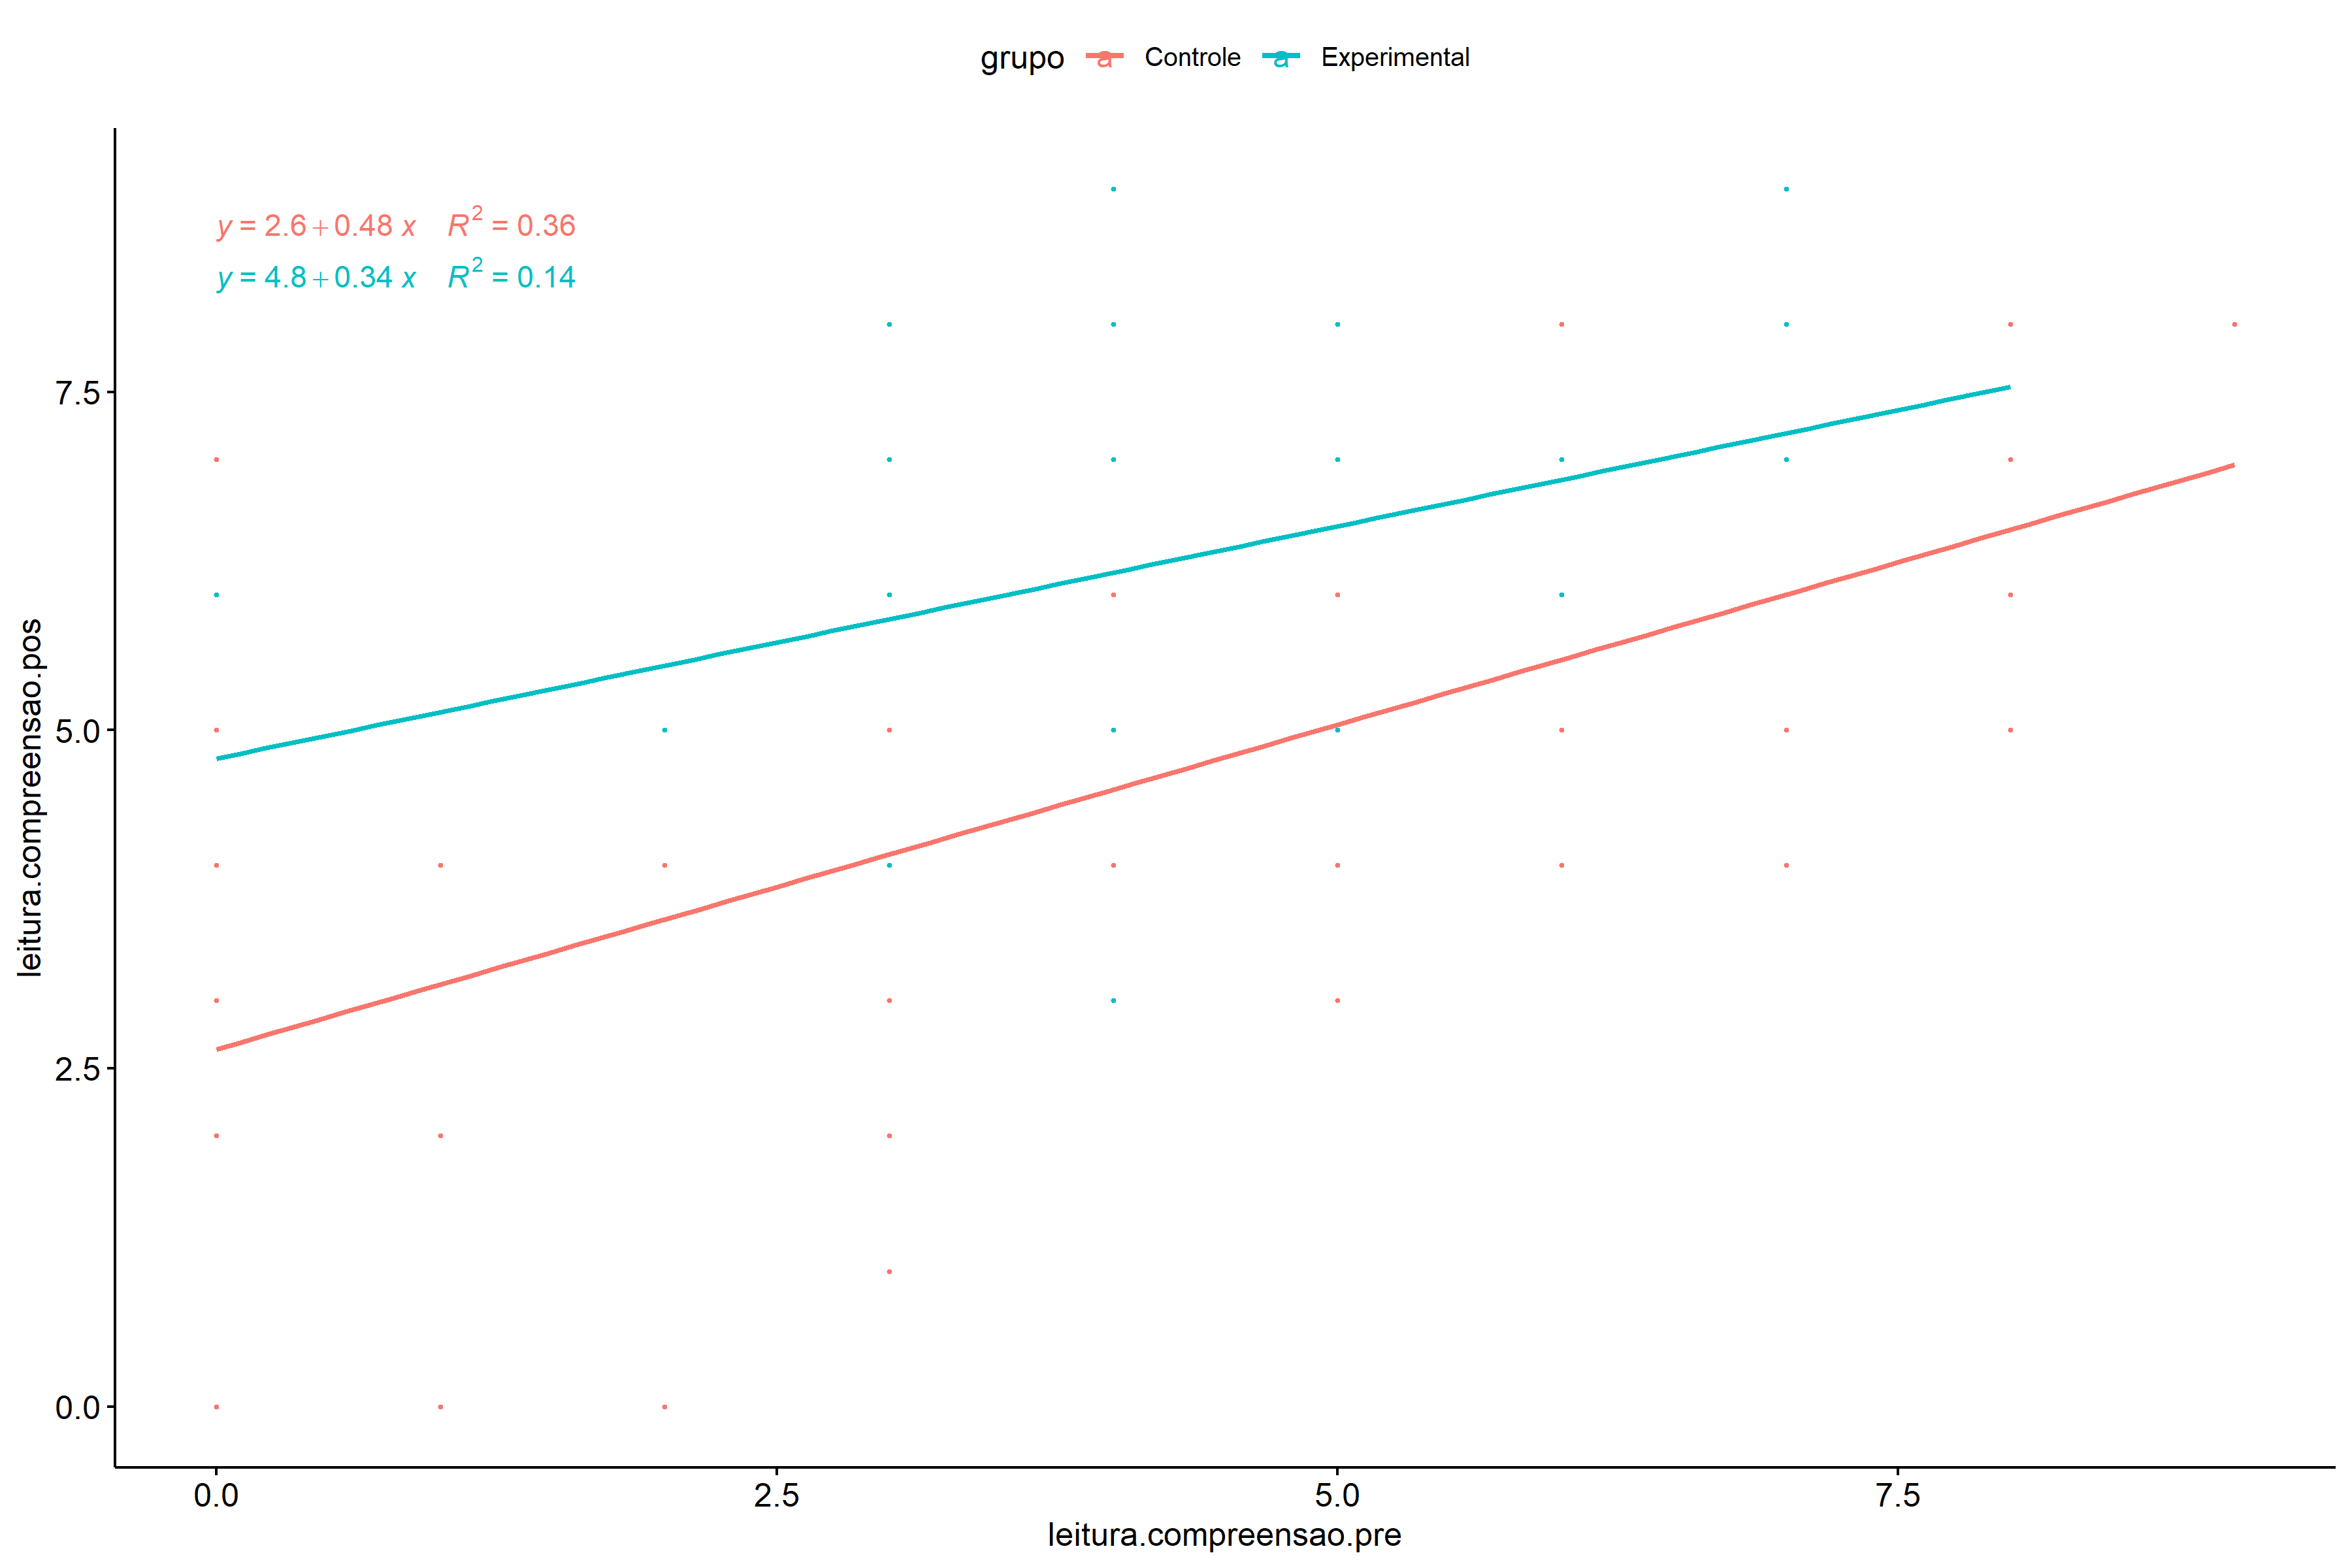 grupo a Controle a Experimental
y = 2.6 + 0.48 x R² = 0.36
y = 4.8 + 0.34 x R² = 0.14
7.5
5.0
2.5
0.0
leitura.compreensao.pos
0.0 2.5 5.0 7.5
leitura.compreensao.pre